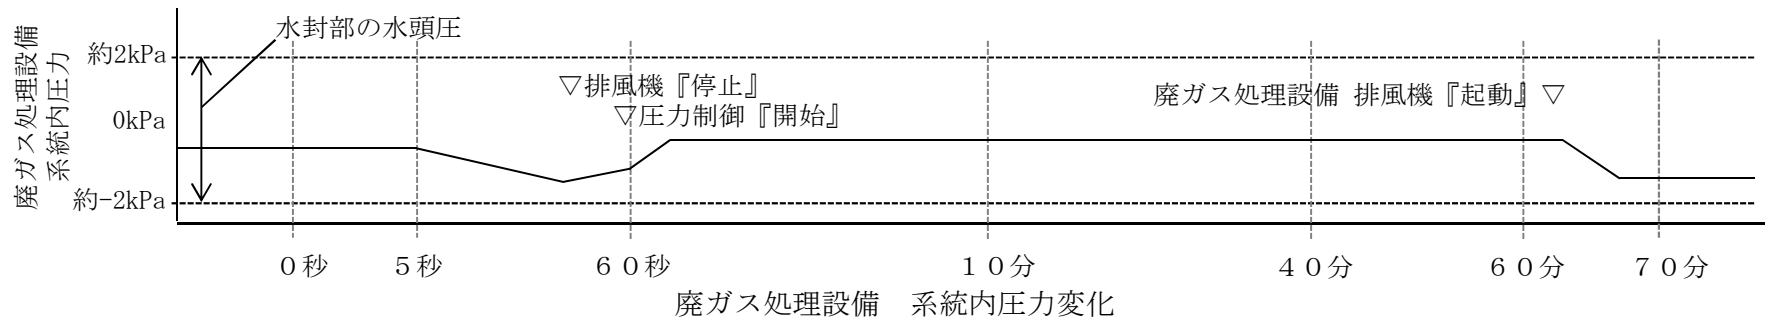 水封部の水頭圧
廃ガス処理設備
系統内圧力
約2kPa
0kPa
約-2kPa
▽排風機『停止』
▽圧力制御『開始』
廃ガス処理設備 排風機『起動』▽
０秒
５秒
６０秒
１０分
４０分
６０分
７０分
廃ガス処理設備　系統内圧力変化